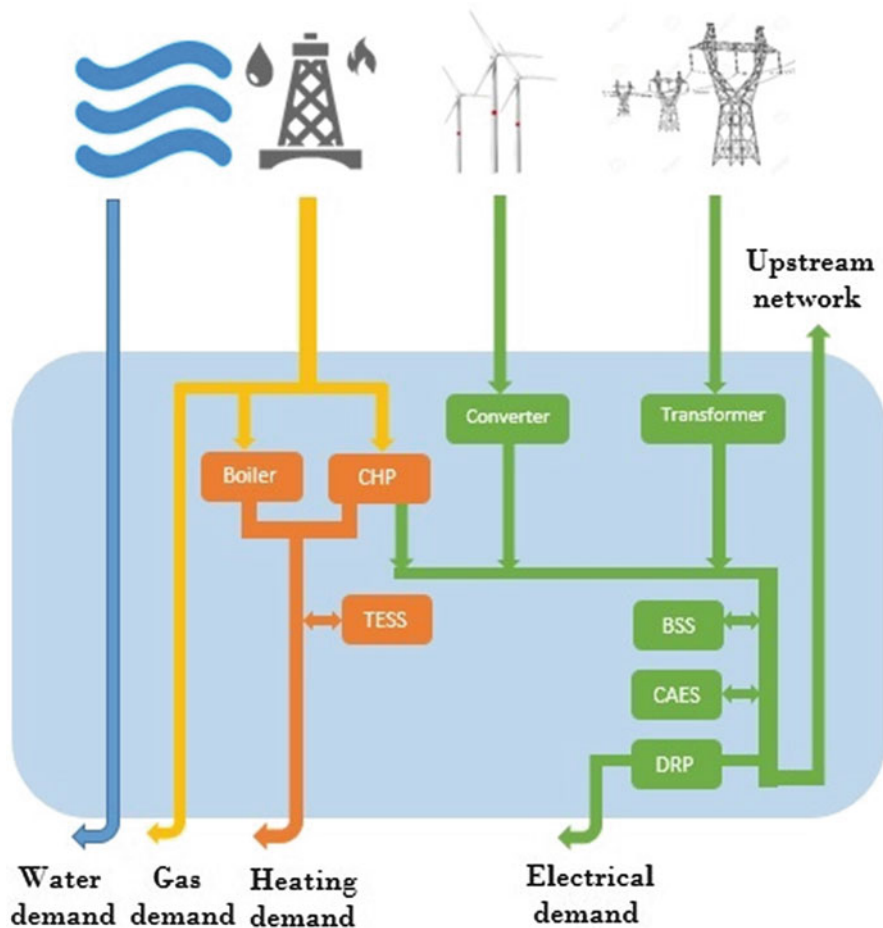 Upstream
network
Converter
Transformer
Boiler
CHP
TESS
BSS
CAES
DRP
Water
demand
Gas
demand
Heating
demand
Electrical
demand